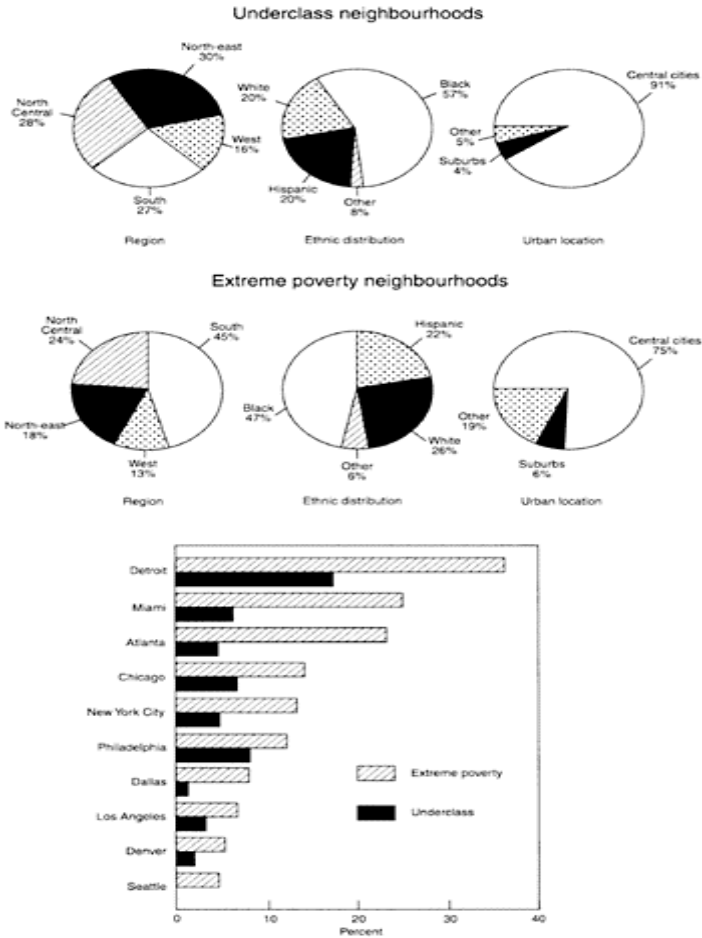 Underclass neighbourhoods
North-east
30%
North
Central
28%
West
16%
South
27%
Region
White
20%
Black
57%
Hispanic
20%
Other
8%
Ethnic distribution
Central cities
91%
Other
5%
Suburbs
4%
Urban location
Extreme poverty neighbourhoods
North
Central
24%
South
45%
North-east
18%
West
13%
Region
Hispanic
22%
Black
47%
White
26%
Other
6%
Ethnic distribution
Central cities
75%
Other
19%
Suburbs
6%
Urban location
Detroit
Miami
Atlanta
Chicago
New York City
Philadelphia
Dallas
Los Angeles
Denver
Seattle
Extreme poverty
Underclass
0 10 20 30 40
Percent